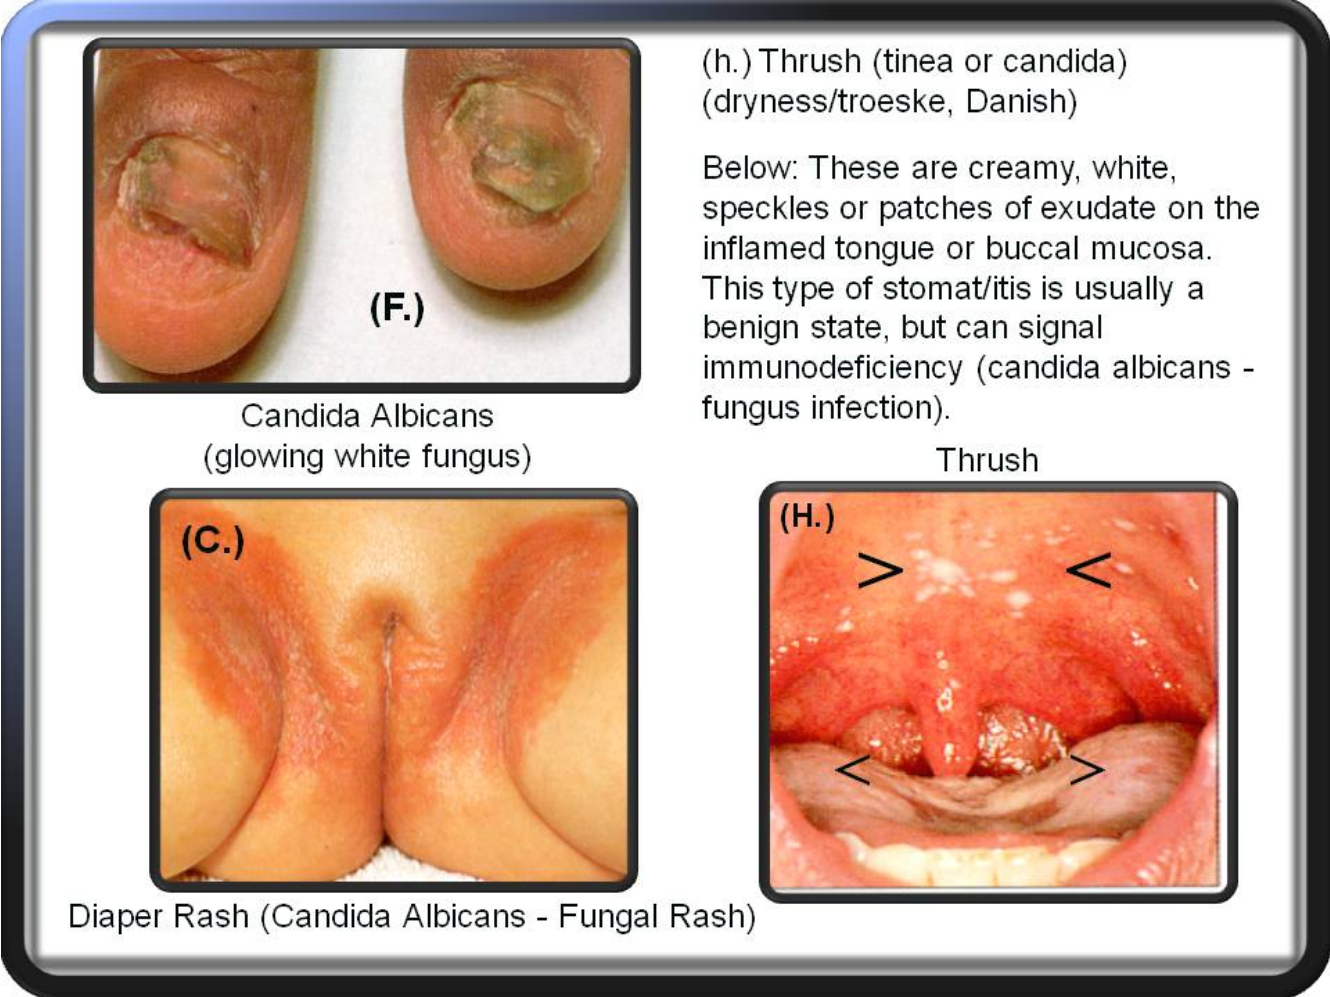 (h.) Thrush (tinea or candida)
(dryness/troeske, Danish)
Below: These are creamy, white,
speckles or patches of exudate on the
inflamed tongue or buccal mucosa.
This type of stomat/itis is usually a
benign state, but can signal
immunodeficiency (candida albicans -
fungus infection).
(F.)
Candida Albicans
(glowing white fungus)
Thrush
(C.)
(H.)
> <
< >
Diaper Rash (Candida Albicans - Fungal Rash)